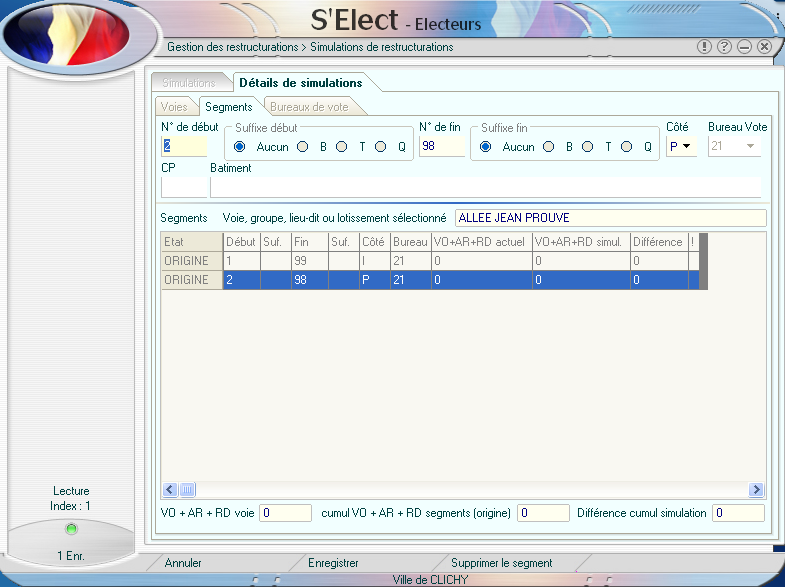 S'Elect - Electeurs
Gestion des restructurations > Simulations de restructurations
Simulations Détails de simulations
Voies Segments Bureaux de vote
N° de début Suffixe début N° de fin Suffixe fin Côté Bureau Vote
2 Aucun B T Q 98 Aucun B T Q P 21
CP Batiment
Segments Voie, groupe, lieu-dit ou lotissement sélectionné ALLEE JEAN PROUVE
Etat Début Suf. Fin Suf. Côté Bureau VO+AR+RD actuel VO+AR+RD simul. Différence !
ORIGINE 1 99 I 21 0 0 0
ORIGINE 2 98 P 21 0 0 0
Lecture
Index : 1
VO + AR + RD voie 0 cumul VO + AR + RD segments (origine) 0 Différence cumul simulation 0
1 Enr.
Annuler Enregistrer Supprimer le segment
Ville de CLICHY